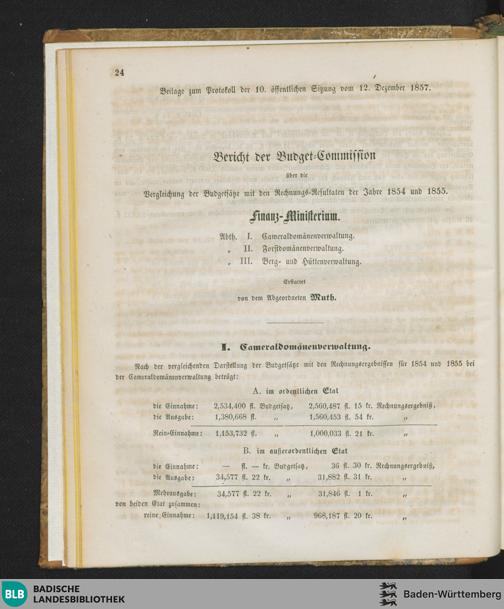 24
Beilage zum Protokoll der 10. öffentlichen Sitzung vom 12. Dezember 1857.
Bericht der Budget-Commission
über die
Vergleichung der Budgetsätze mit den Rechnungs-Resultaten der Jahre 1854 und 1855.
Finanz-Ministerium.
Abth. I. Cameraldomänenverwaltung.
„ II. Forstdomänenverwaltung.
„ III. Berg- und Hüttenverwaltung.
Erstattet
von dem Abgeordneten Muth.
I. Cameraldomänenverwaltung.
Nach der vergleichenden Darstellung der Budgetsätze mit den Rechnungsergebnissen für 1854 und 1855 bei
der Cameraldomänenverwaltung beträgt:
A. im ordentlichen Etat
die Einnahme: 2,534,400 fl. Budgetsatz, 2,560,487 fl. 15 kr. Rechnungsergebniß,
die Ausgabe: 1,380,668 fl. „ 1,560,453 fl. 54 kr. „
Rein-Einnahme: 1,153,732 fl. „ 1,000,033 fl. 21 kr. „
B. im außerordentlichen Etat
die Einnahme: — fl. — kr. Budgetsatz, 36 fl. 30 kr. Rechnungsergebniß,
die Ausgabe: 34,577 fl. 22 kr. „ 31,882 fl. 31 kr. „
Mehrausgabe: 34,577 fl. 22 kr. „ 31,846 fl. 1 kr. „
von beiden Etat zusammen:
reine Einnahme: 1,119,154 fl. 38 kr. „ 968,187 fl. 20 kr. „
BLB BADISCHE
LANDESBIBLIOTHEK
Baden-Württemberg